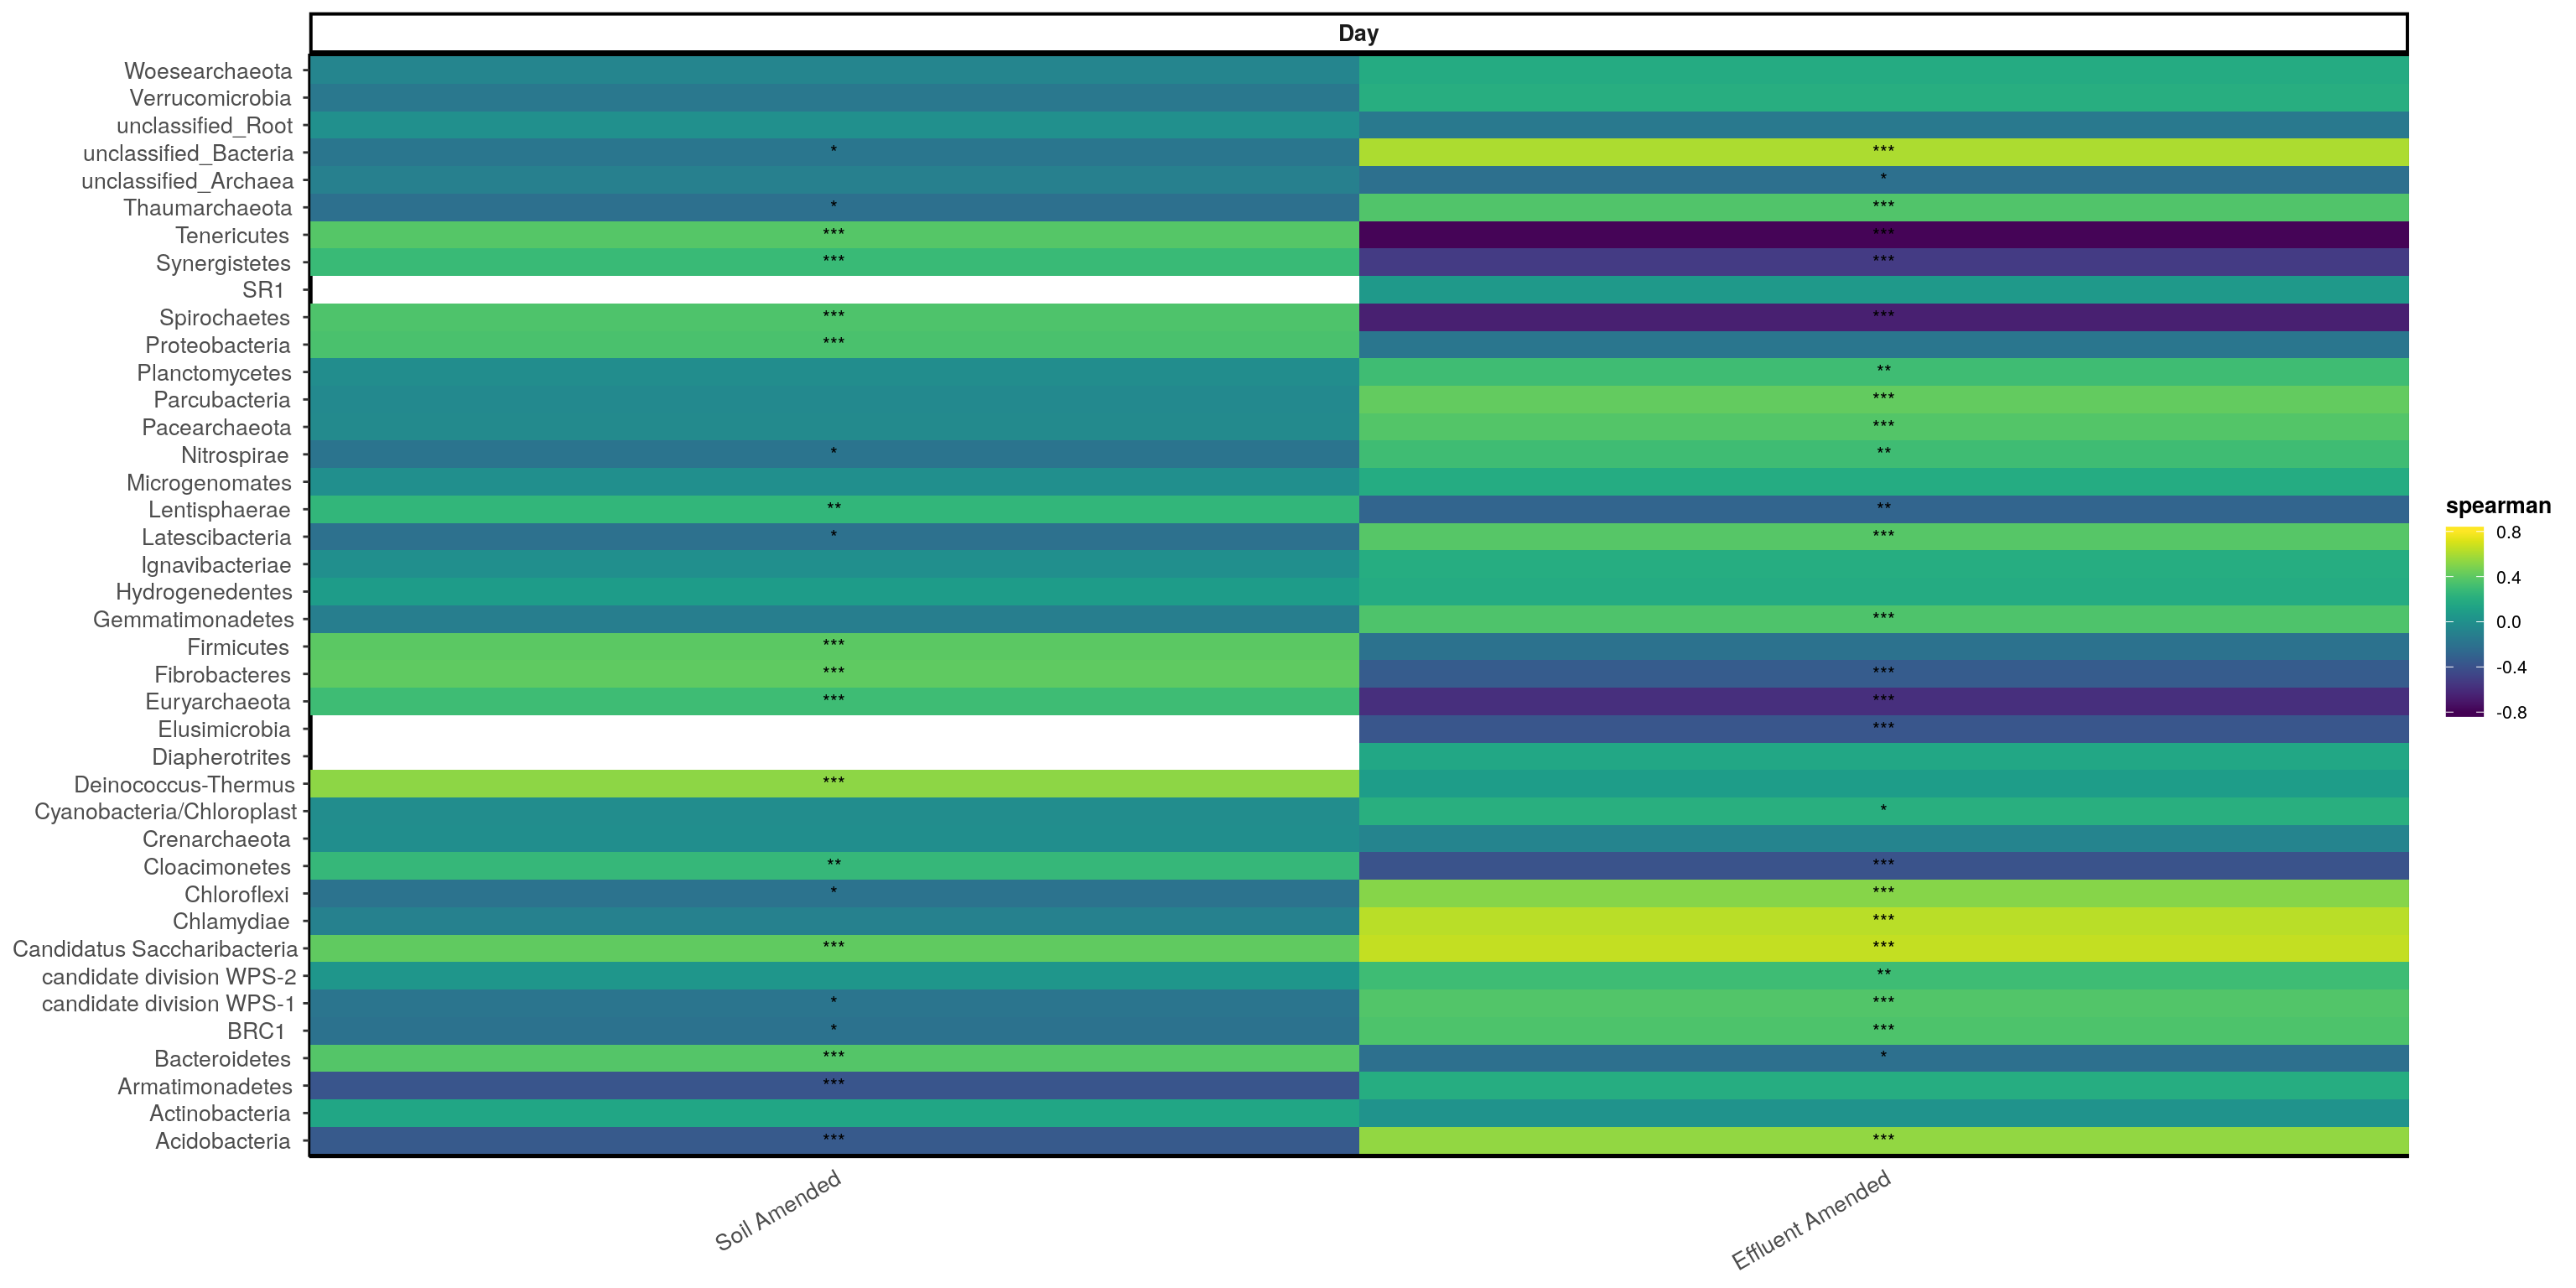 Day
Woesearchaeota
Verrucomicrobia
unclassified_Root
unclassified_Bacteria * ***
unclassified_Archaea *
Thaumarchaeota * ***
Tenericutes *** ***
Synergistetes *** ***
SR1
Spirochaetes *** ***
Proteobacteria ***
Planctomycetes **
Parcubacteria ***
Pacearchaeota ***
Nitrospirae * **
Microgenomates
Lentisphaerae ** **
Latescibacteria * ***
Ignavibacteriae
Hydrogenedentes
Gemmatimonadetes ***
Firmicutes ***
Fibrobacteres *** ***
Euryarchaeota *** ***
Elusimicrobia ***
Diapherotrites
Deinococcus-Thermus ***
Cyanobacteria/Chloroplast *
Crenarchaeota
Cloacimonetes ** ***
Chloroflexi * ***
Chlamydiae ***
Candidatus Saccharibacteria *** ***
candidate division WPS-2 **
candidate division WPS-1 * ***
BRC1 * ***
Bacteroidetes *** *
Armatimonadetes ***
Actinobacteria
Acidobacteria *** ***
Soil Amended
Effluent Amended
spearman
0.8
0.4
0.0
-0.4
-0.8